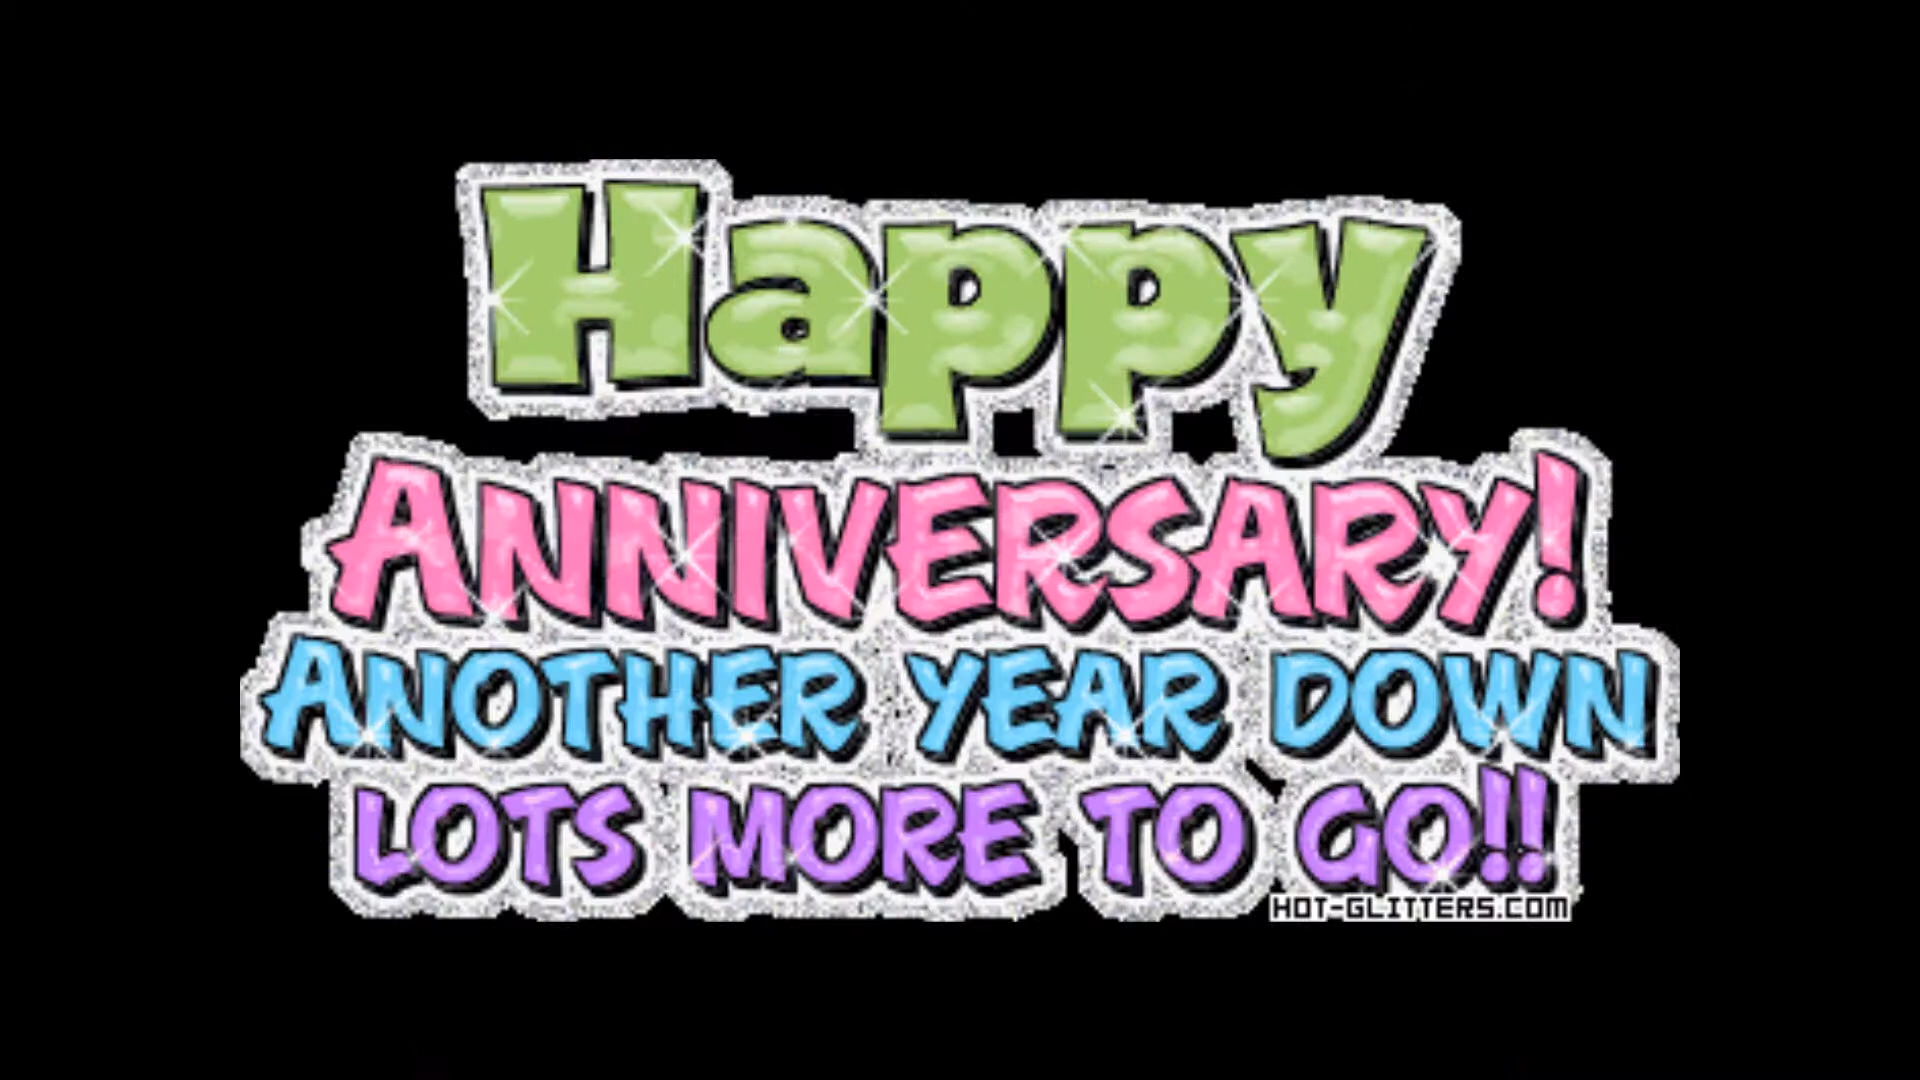 Happy
ANNIVERSARY!
ANOTHER YEAR DOWN
LOTS MORE TO GO!!
HOT-GLITTERS.COM